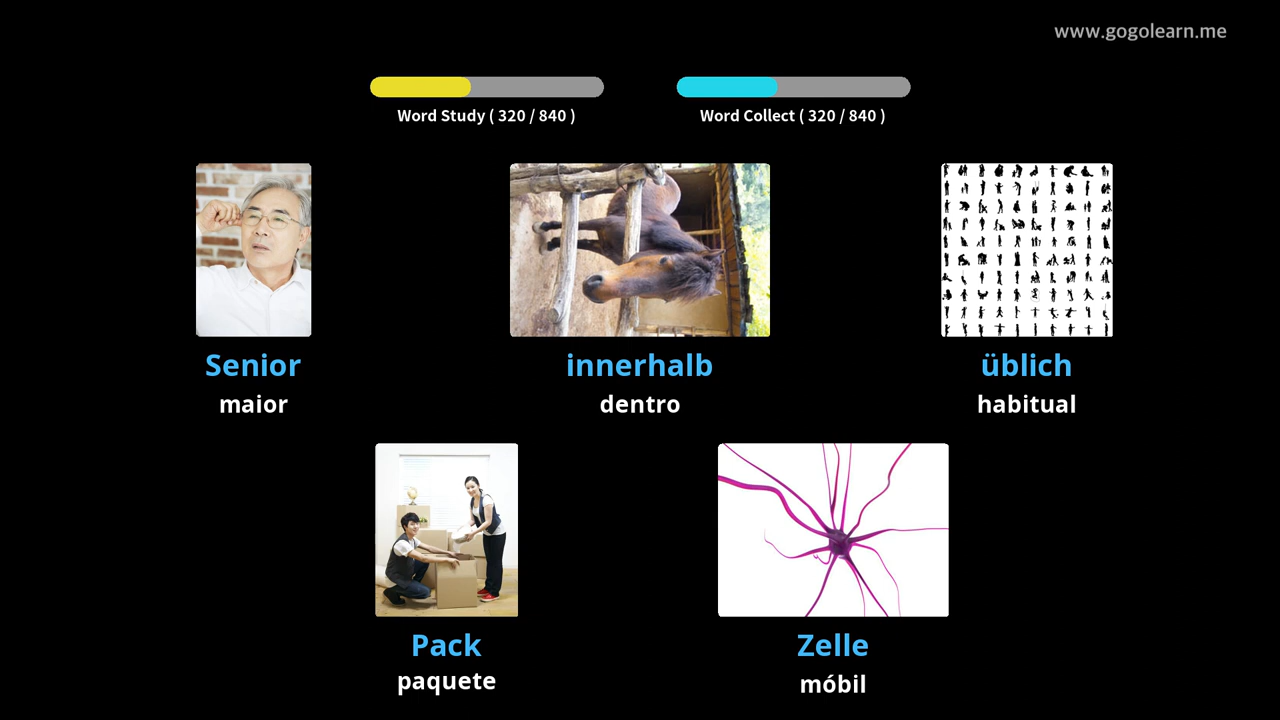 www.gogolearn.me
Word Study ( 320 / 840 )
Word Collect ( 320 / 840 )
Senior
maior
innerhalb
dentro
üblich
habitual
Pack
paquete
Zelle
móbil